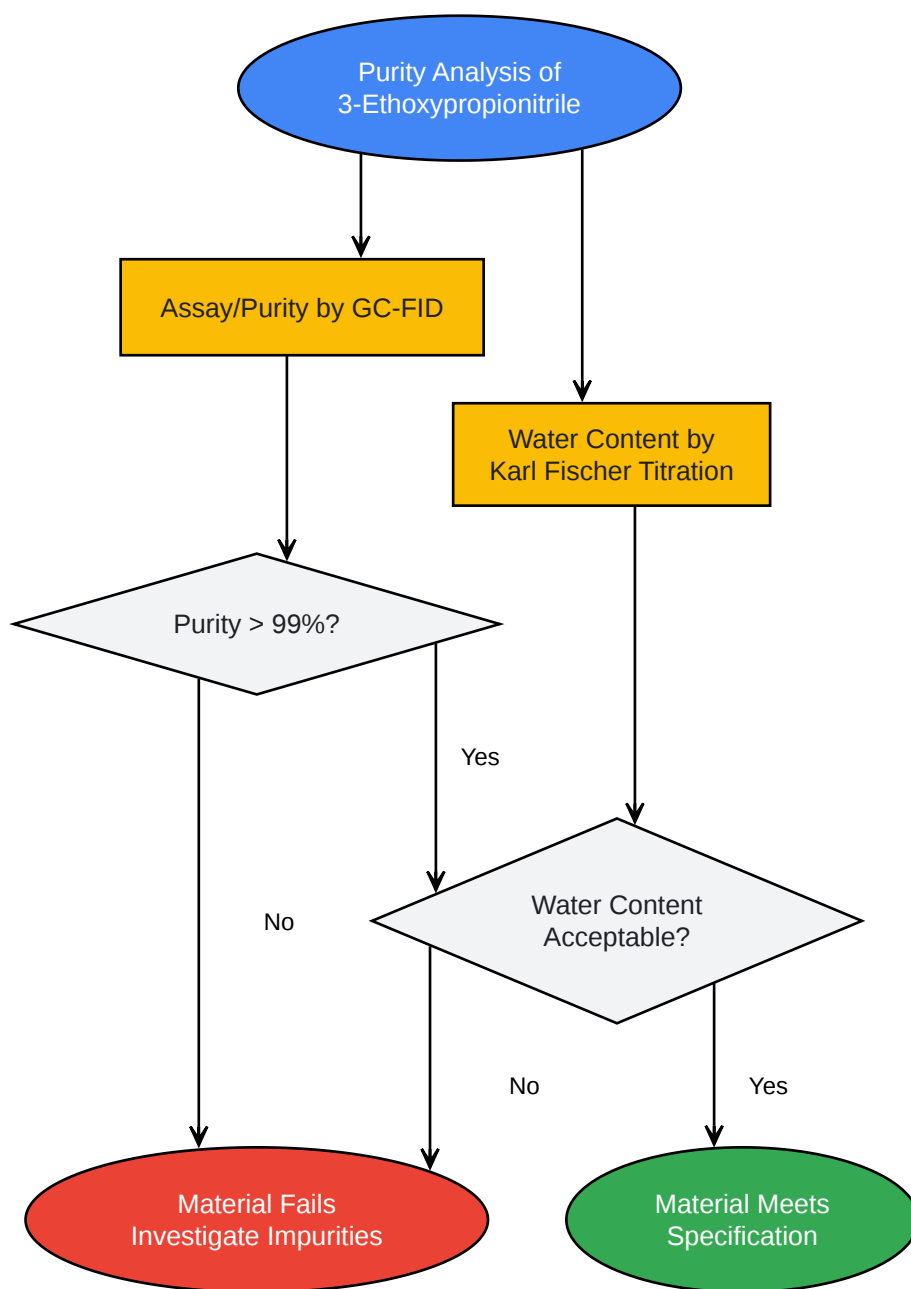 Purity Analysis of
3-Ethoxypropionitrile
Assay/Purity by GC-FID
Water Content by
Karl Fischer Titration
Purity > 99%?
Yes
No
Water Content
Acceptable?
No
Yes
Material Fails
Investigate Impurities
Material Meets
Specification